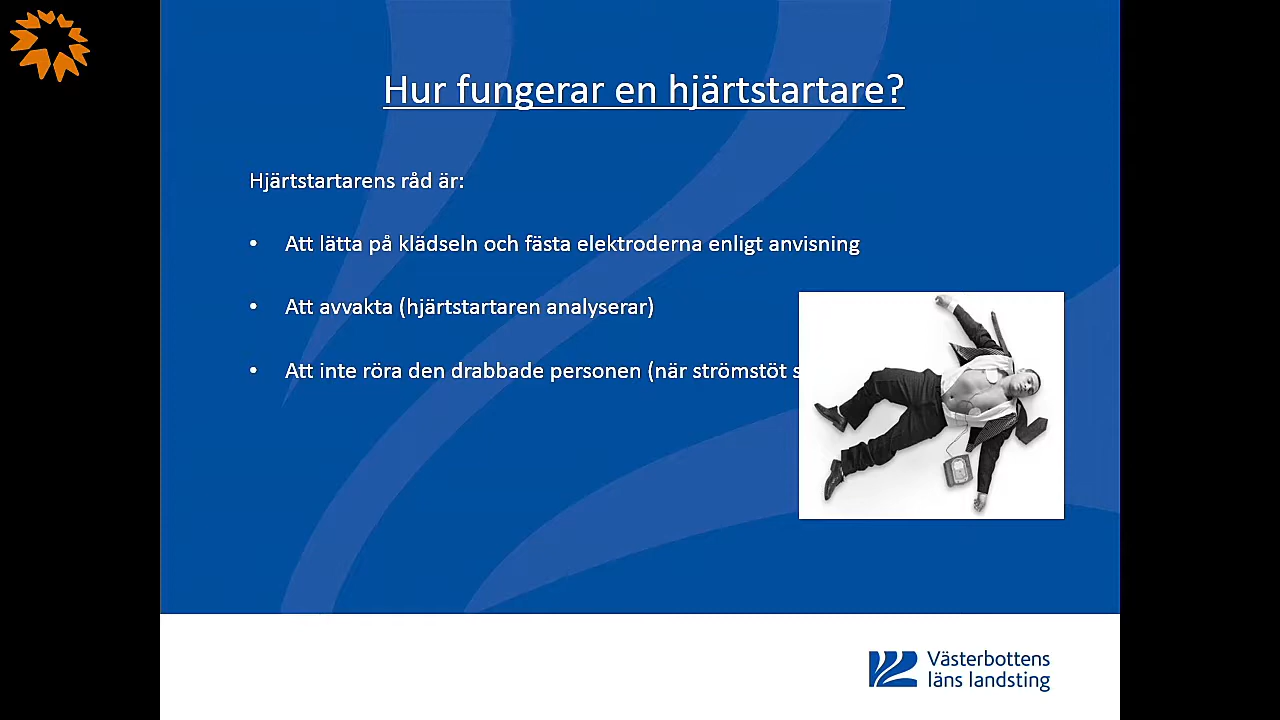 Hur fungerar en hjärtstartare?
Hjärtstartarens råd är:
• Att lätta på klädseln och fästa elektroderna enligt anvisning
• Att avvakta (hjärtstartaren analyserar)
• Att inte röra den drabbade personen (när strömstöt
Västerbottens
läns landsting